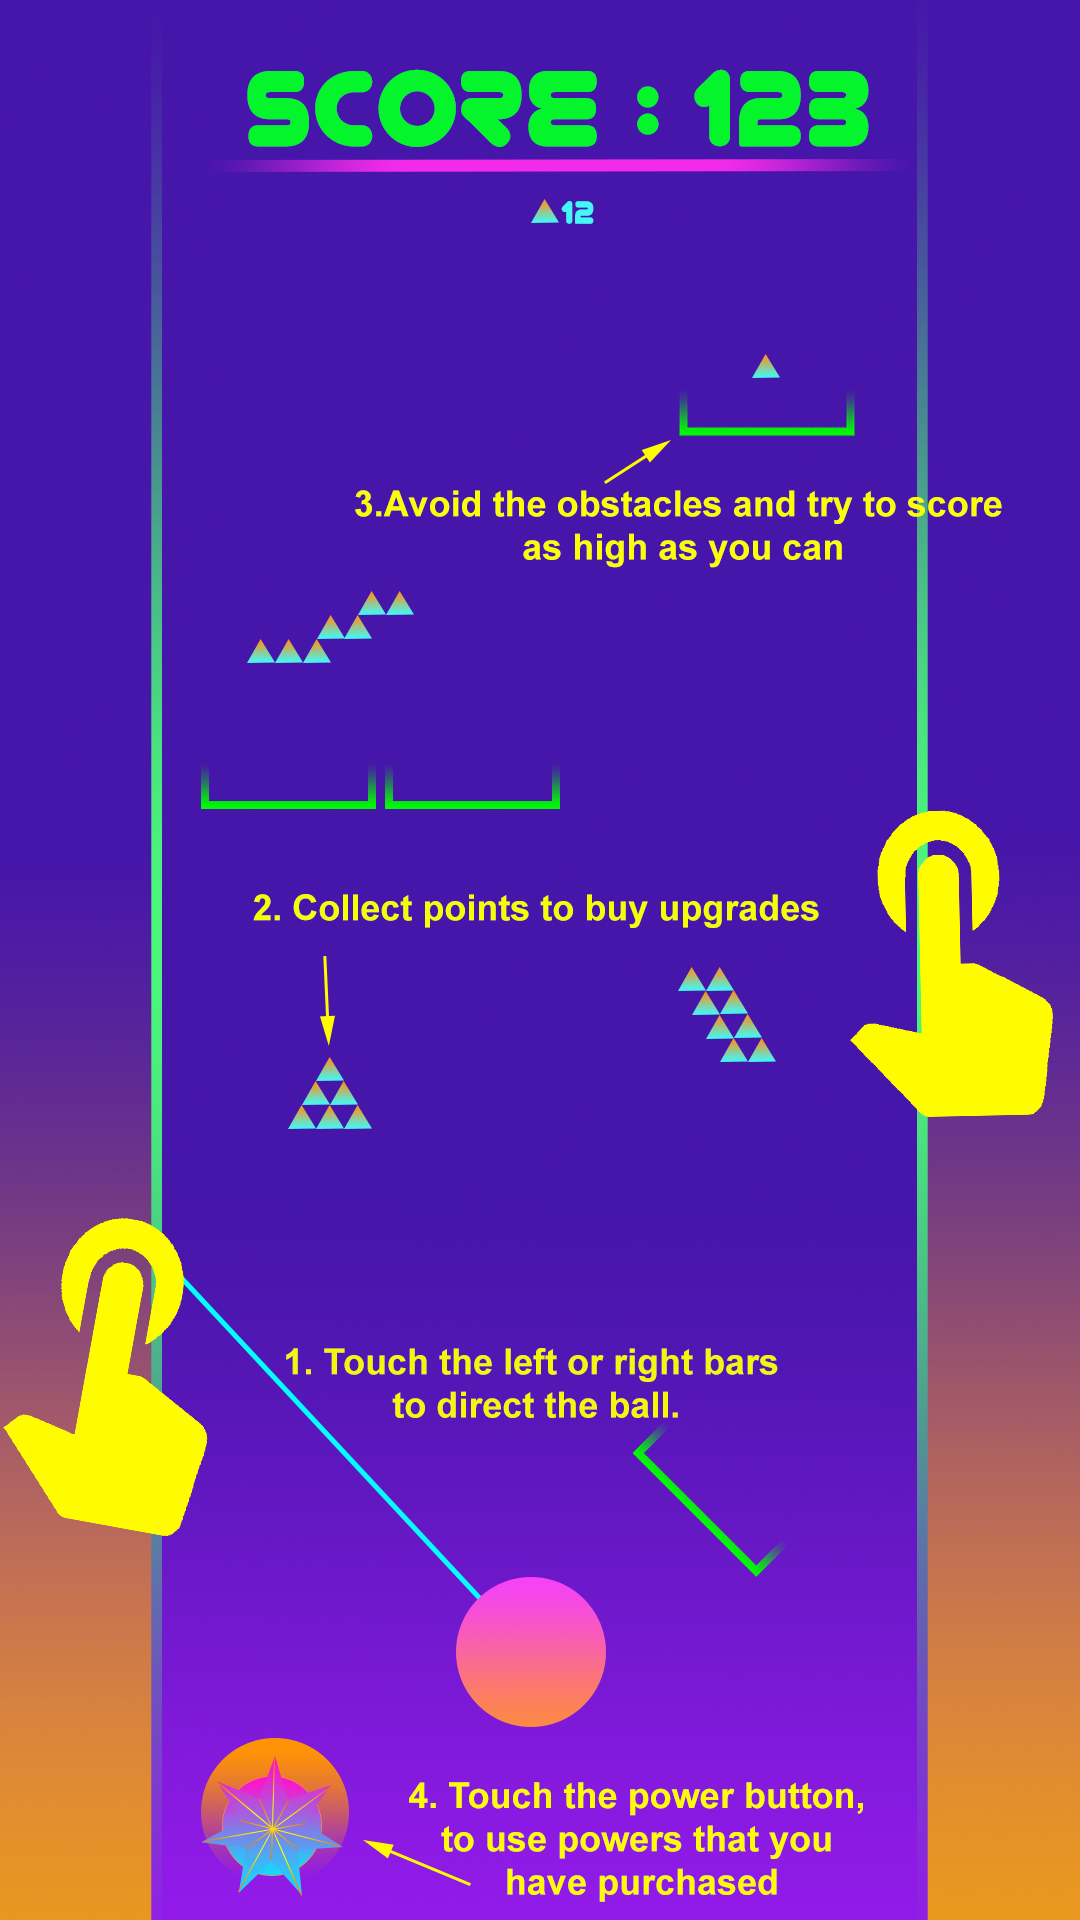 SCORE : 123
12
3.Avoid the obstacles and try to score
as high as you can
2. Collect points to buy upgrades
1. Touch the left or right bars
to direct the ball.
4. Touch the power button,
to use powers that you
have purchased